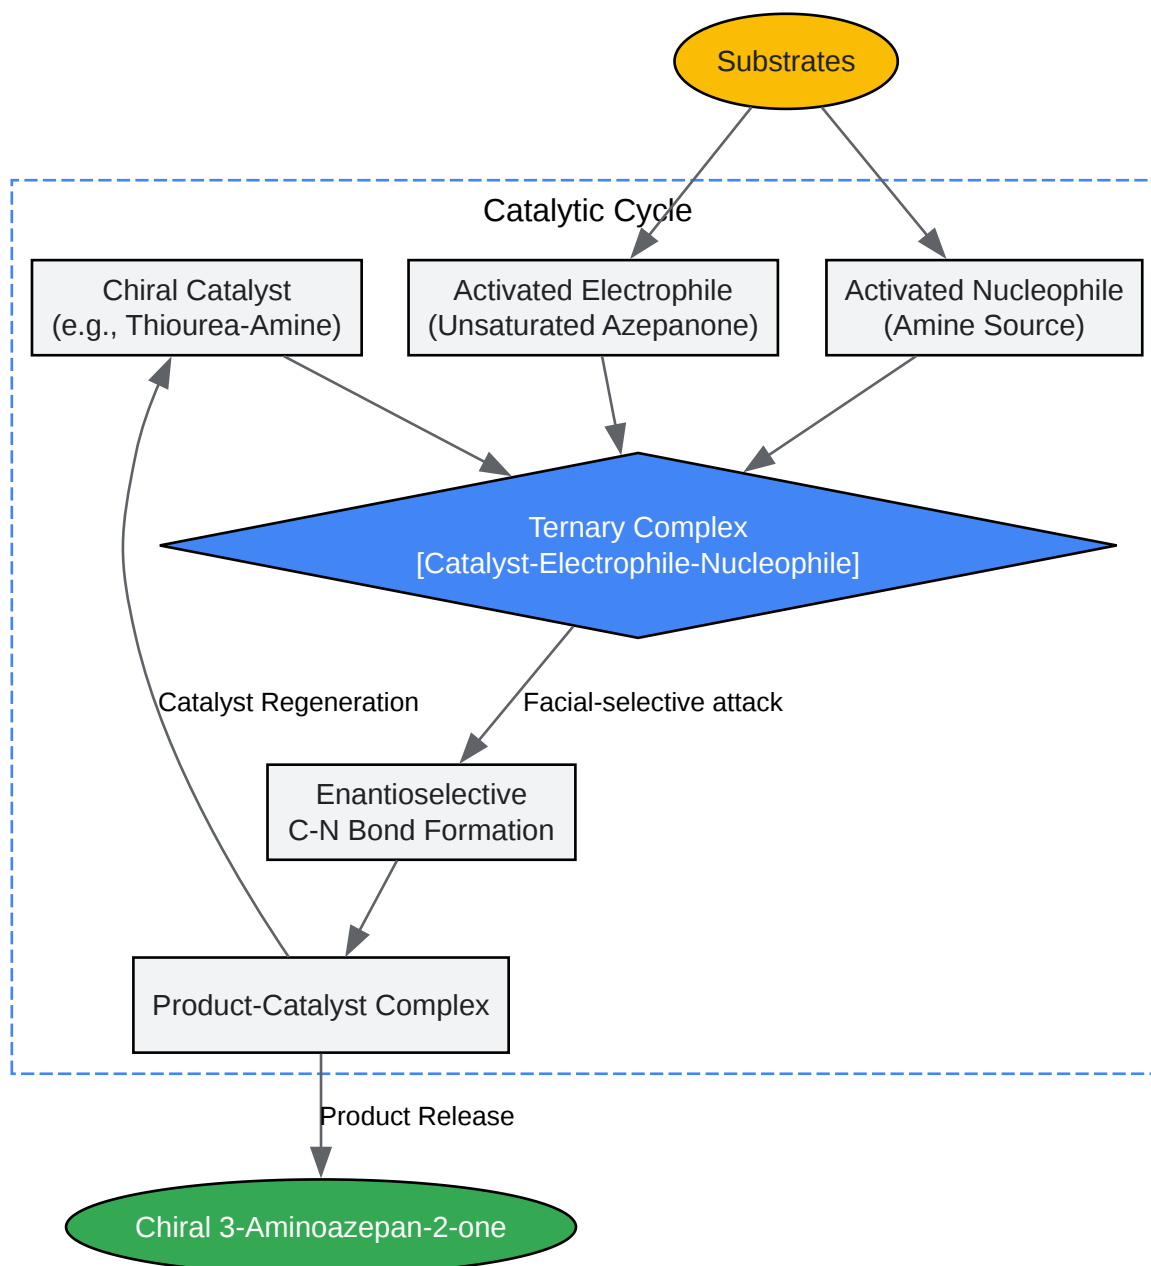 Substrates
Catalytic Cycle
Chiral Catalyst
(e.g., Thiourea-Amine)
Activated Electrophile
(Unsaturated Azepanone)
Activated Nucleophile
(Amine Source)
Ternary Complex
[Catalyst-Electrophile-Nucleophile]
Catalyst Regeneration
Facial-selective attack
Enantioselective
C-N Bond Formation
Product-Catalyst Complex
Product Release
Chiral 3-Aminoazepan-2-one